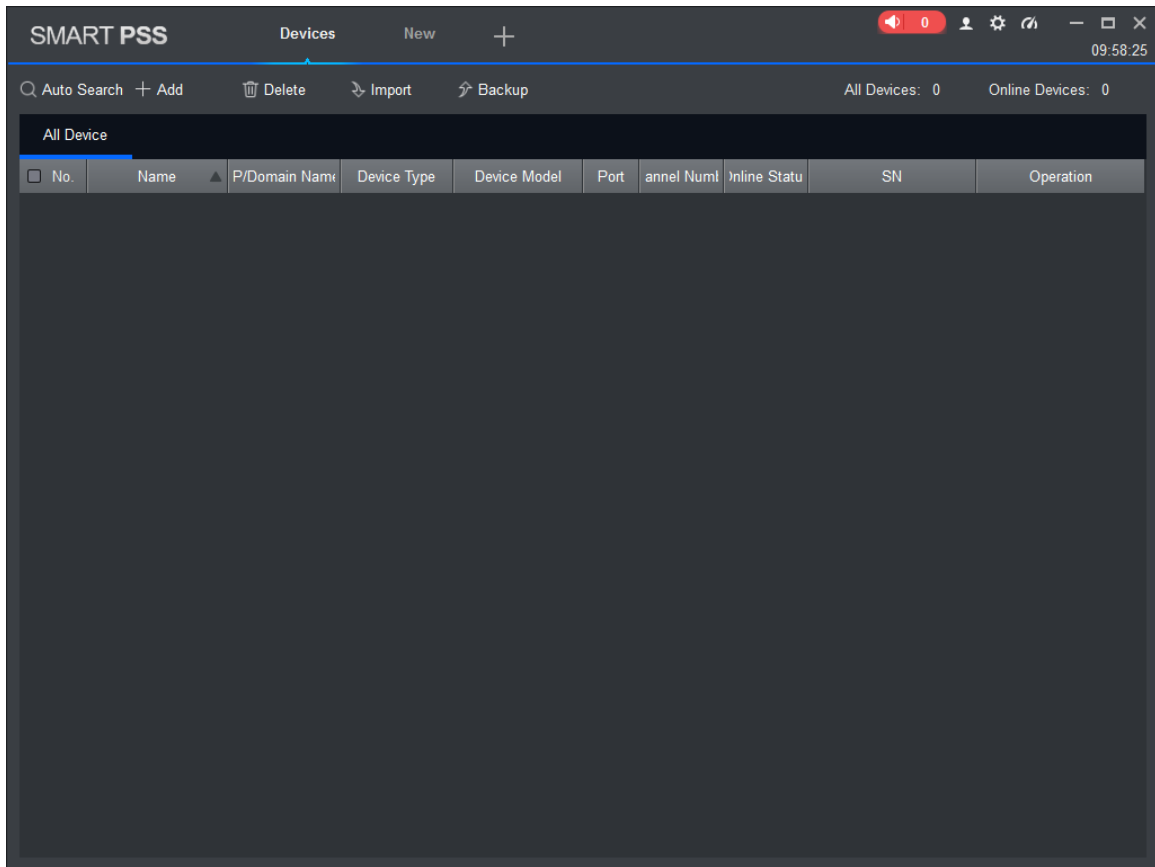 SMART PSS Devices New 0
09:58:25
Auto Search Add Delete Import Backup All Devices: 0 Online Devices: 0
All Device
No. Name P/Domain Name Device Type Device Model Port annel Numb nline Statu SN Operation